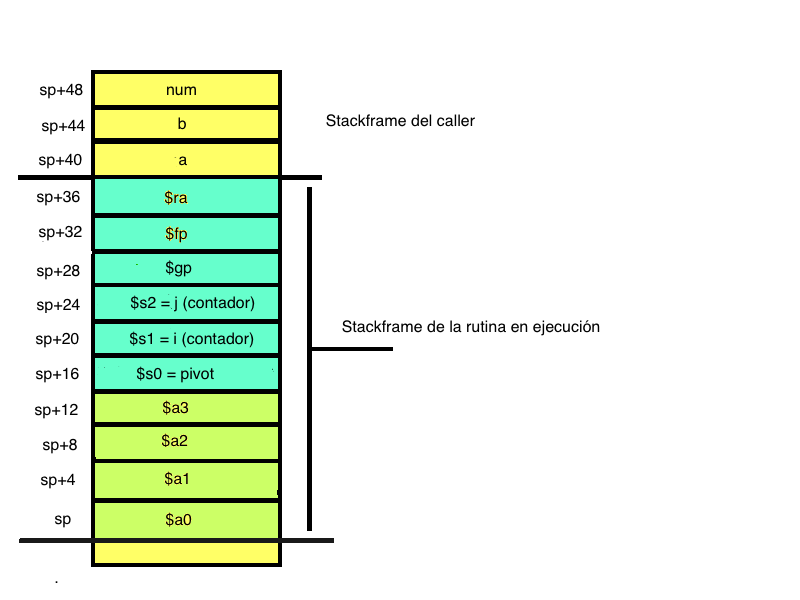 sp+48 num
sp+44 b
Stackframe del caller
sp+40 a
sp+36 $ra
sp+32 $fp
sp+28 $gp
sp+24 $s2 = j (contador)
sp+20 $s1 = i (contador)
Stackframe de la rutina en ejecución
sp+16 $s0 = pivot
sp+12 $a3
sp+8 $a2
sp+4 $a1
sp $a0